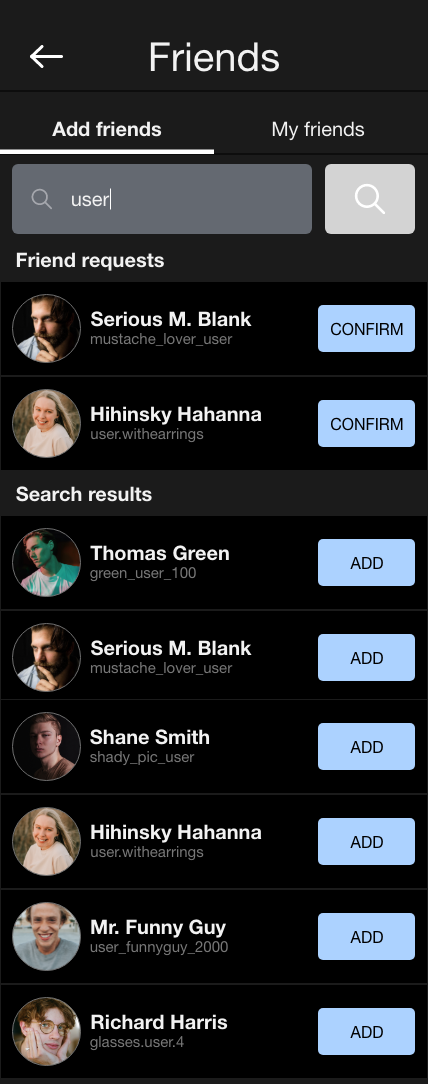 Friends
Add friends
My friends
user
Friend requests
Serious M. Blank
mustache_lover_user
CONFIRM
Hihinsky Hahanna
user.withearrings
CONFIRM
Search results
Thomas Green
green_user_100
ADD
Serious M. Blank
mustache_lover_user
ADD
Shane Smith
shady_pic_user
ADD
Hihinsky Hahanna
user.withearrings
ADD
Mr. Funny Guy
user_funnyguy_2000
ADD
Richard Harris
glasses.user.4
ADD